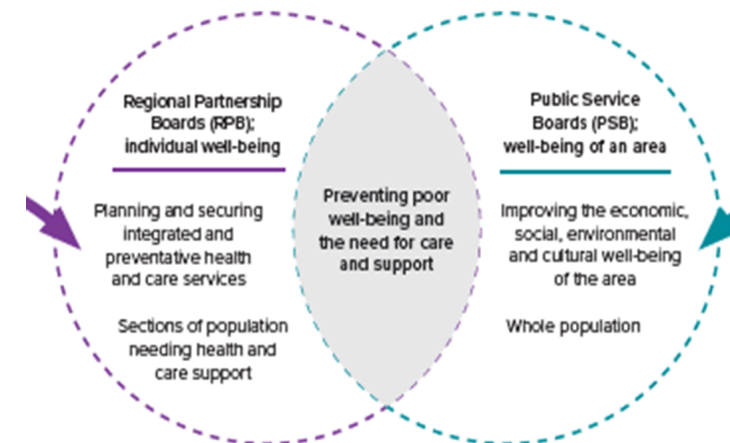 Regional Partnership
Boards (RPB);
individual well-being
Planning and securing
integrated and
preventative health
and care services
Sections of population
needing health and
care support
Preventing poor
well-being and
the need for care
and support
Public Service
Boards (PSB);
well-being of an area
Improving the economic,
social, environmental
and cultural well-being
of the area
Whole population